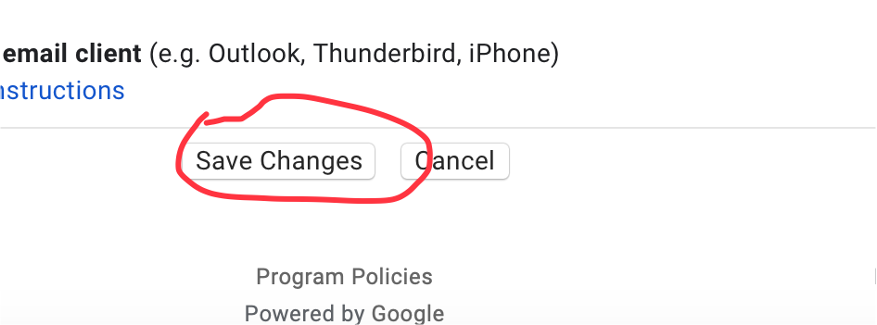 email client (e.g. Outlook, Thunderbird, iPhone)
nstructions
Save Changes
Cancel
Program Policies
Powered by Google